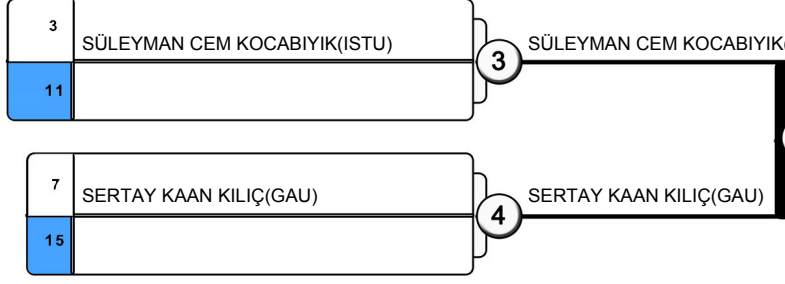 3
SÜLEYMAN CEM KOCABIYIK(ISTU)
3
SÜLEYMAN CEM KOCABIYIK(
11
7
SERTAY KAAN KILIÇ(GAU)
4
SERTAY KAAN KILIÇ(GAU)
15